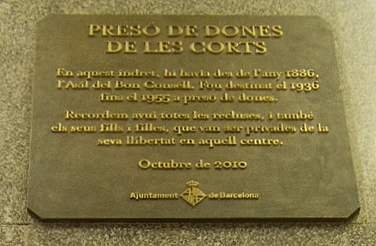 PRESÓ DE DONES
DE LES CORTS
En aquest indret, hi havia des de l'any 1886,
l'Asil del Bon Consell. Fou destinat el 1936
fins el 1955 a presó de dones.
Recordem avui totes les recluses, i també
els seus fills i filles, que van ser privades de la
seva llibertat en aquell centre.
Octubre de 2010
Ajuntament de Barcelona